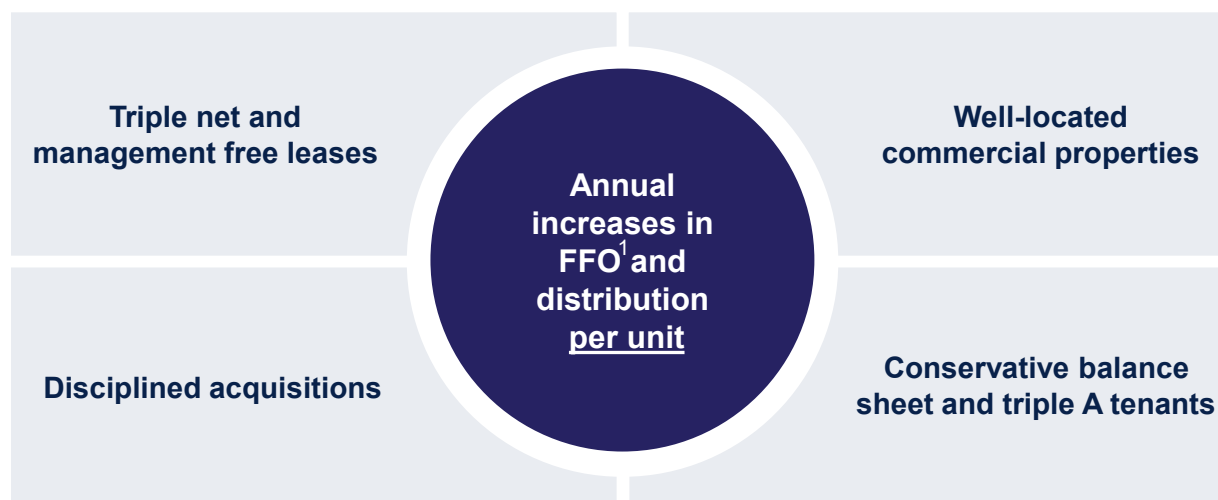 Triple net and
management free leases
Well-located
commercial properties
Annual
increases in
FFO¹ and
distribution
per unit
Disciplined acquisitions
Conservative balance
sheet and triple A tenants